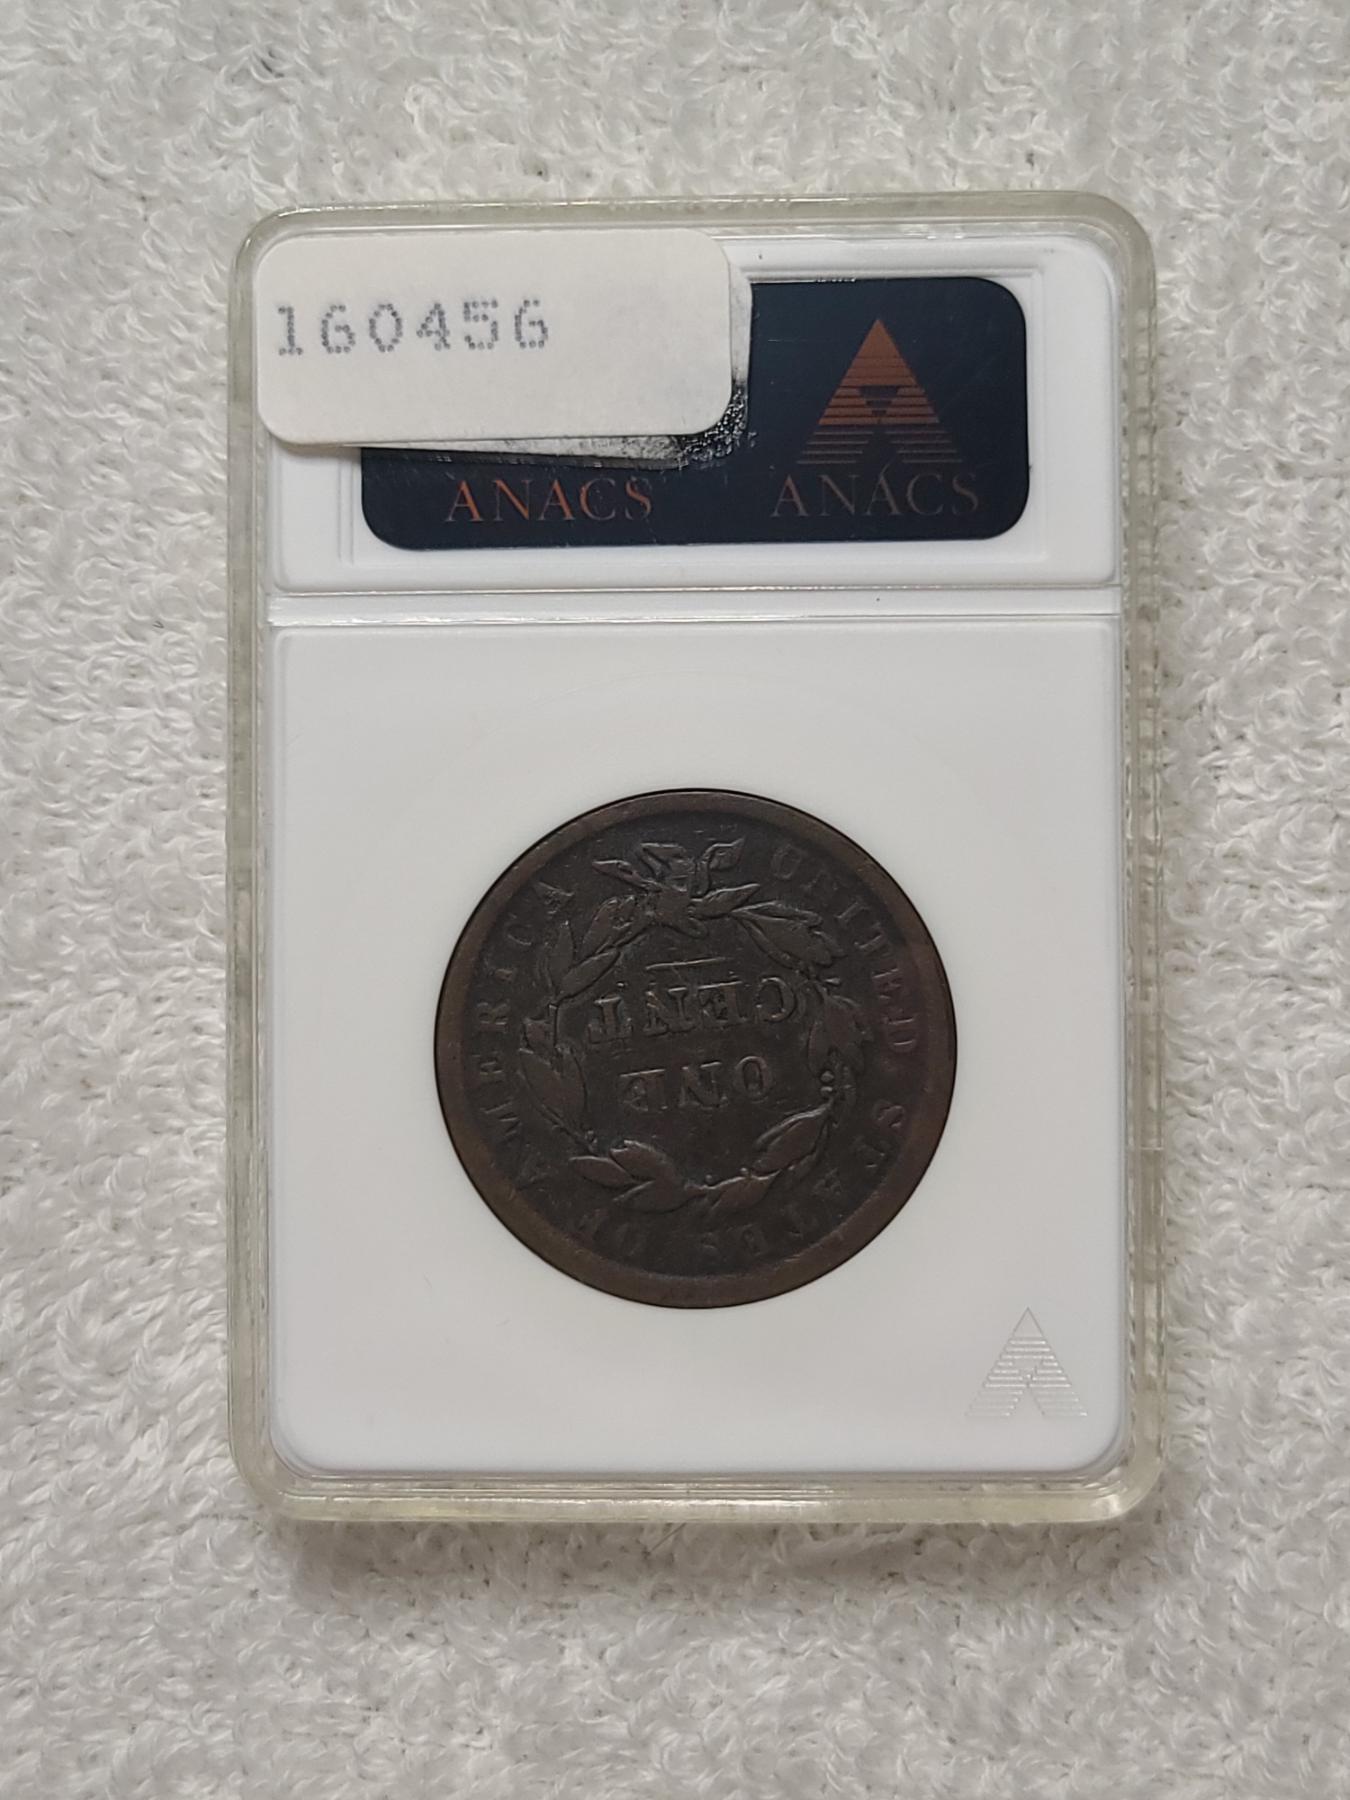 160456
ANACS ANACS
UNITED STATES OF AMERICA
ONE
CENT